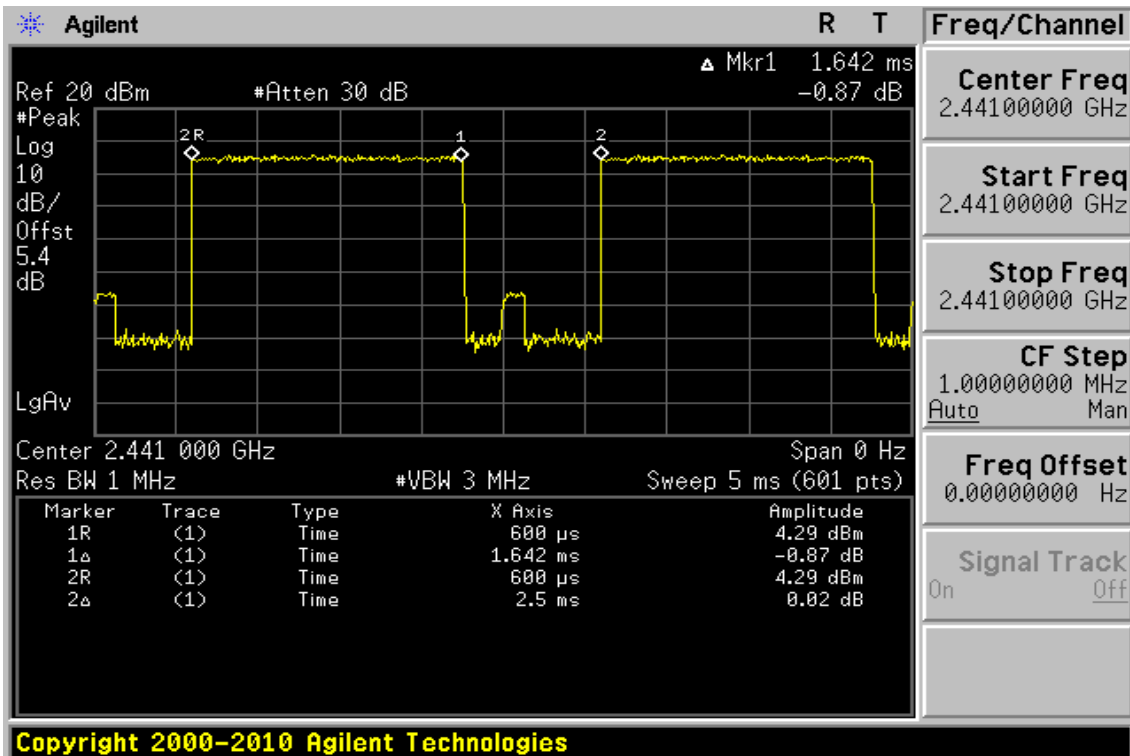 Agilent R T
Freq/Channel
Δ Mkr1 1.642 ms
Ref 20 dBm #Atten 30 dB -0.87 dB
#Peak
Log
10
dB/
Offst
5.4
dB
LgAv
2R
1
2
Center 2.441 000 GHz Span 0 Hz
Res BW 1 MHz #VBW 3 MHz Sweep 5 ms (601 pts)
Marker Trace Type X Axis Amplitude
1R (1) Time 600 µs 4.29 dBm
1Δ (1) Time 1.642 ms -0.87 dB
2R (1) Time 600 µs 4.29 dBm
2Δ (1) Time 2.5 ms 0.02 dB
Center Freq
2.44100000 GHz
Start Freq
2.44100000 GHz
Stop Freq
2.44100000 GHz
CF Step
1.00000000 MHz
Auto Man
Freq Offset
0.00000000 Hz
Signal Track
On Off
Copyright 2000-2010 Agilent Technologies